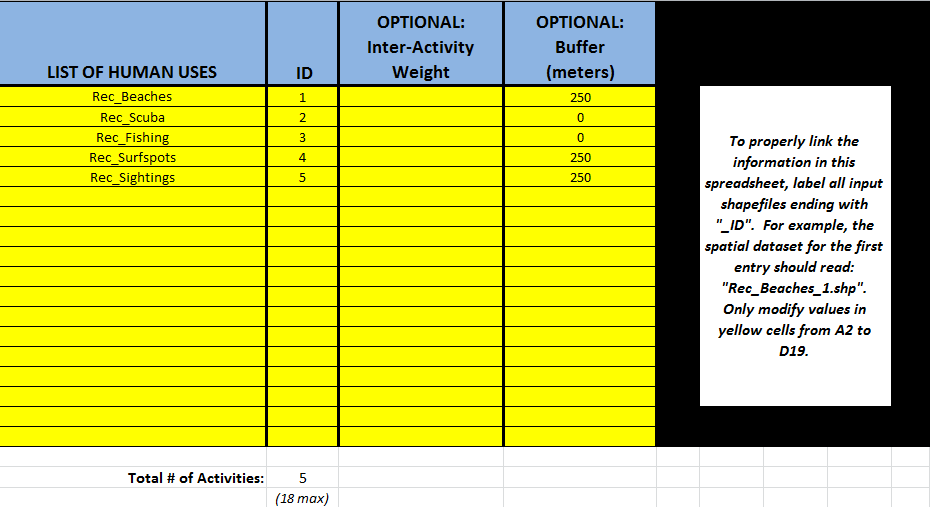 OPTIONAL: OPTIONAL:
Inter-Activity Buffer
LIST OF HUMAN USES ID Weight (meters)
Rec_Beaches 1 250
Rec_Scuba 2 0
Rec_Fishing 3 0
Rec_Surfspots 4 250
Rec_Sightings 5 250
To properly link the
information in this
spreadsheet, label all input
shapefiles ending with
"_ID". For example, the
spatial dataset for the first
entry should read:
"Rec_Beaches_1.shp".
Only modify values in
yellow cells from A2 to
D19.
Total # of Activities: 5
(18 max)